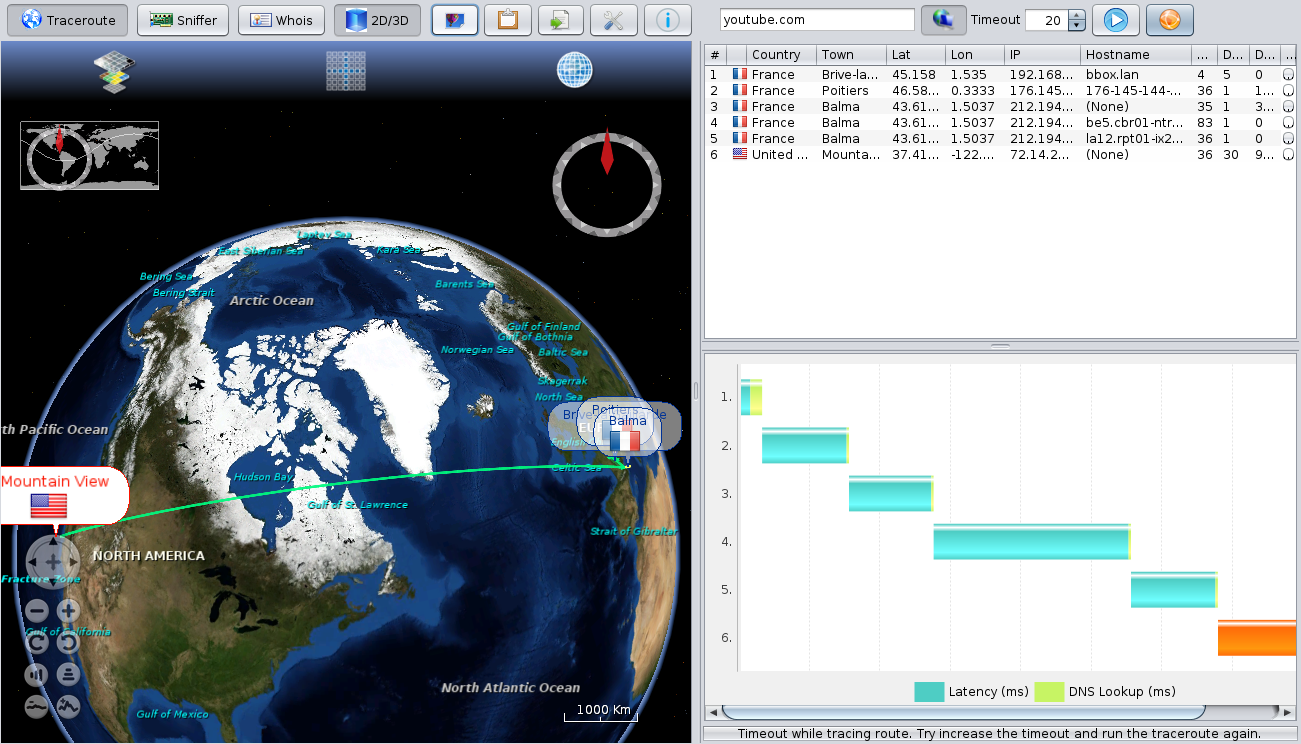 Traceroute Sniffer Whois 2D/3D youtube.com Timeout 20
# Country Town Lat Lon IP Hostname ... D... D... ...
1 France Brive-la... 45.158 1.535 192.168... bbox.lan 4 5 0
2 France Poitiers 46.58... 0.3333 176.145... 176-145-144-... 36 1 1...
3 France Balma 43.61... 1.5037 212.194... (None) 35 1 3...
4 France Balma 43.61... 1.5037 212.194... be5.cbr01-ntr... 83 1 0
5 France Balma 43.61... 1.5037 212.194... la12.rpt01-ix2... 36 1 0
6 United ... Mounta... 37.41... -122.... 72.14.2... (None) 36 30 9...
Laptev Sea
East Siberian Sea
Kara Sea
Bering Sea
Barents Sea
Bering Strait
Arctic Ocean
Gulf of Finland
Gulf of Bothnia
Norwegian Sea
Baltic Sea
Skagerrak
North Sea
Poitiers
Brive
Balma
th Pacific Ocean
English
Celtic Sea
Hudson Bay
Mountain View
Gulf of St. Lawrence
Strait of Gibraltar
NORTH AMERICA
Fracture Zone
Gulf of California
North Atlantic Ocean
Gulf of Mexico
1000 Km
1.
2.
3.
4.
5.
6.
Latency (ms) DNS Lookup (ms)
Timeout while tracing route. Try increase the timeout and run the traceroute again.